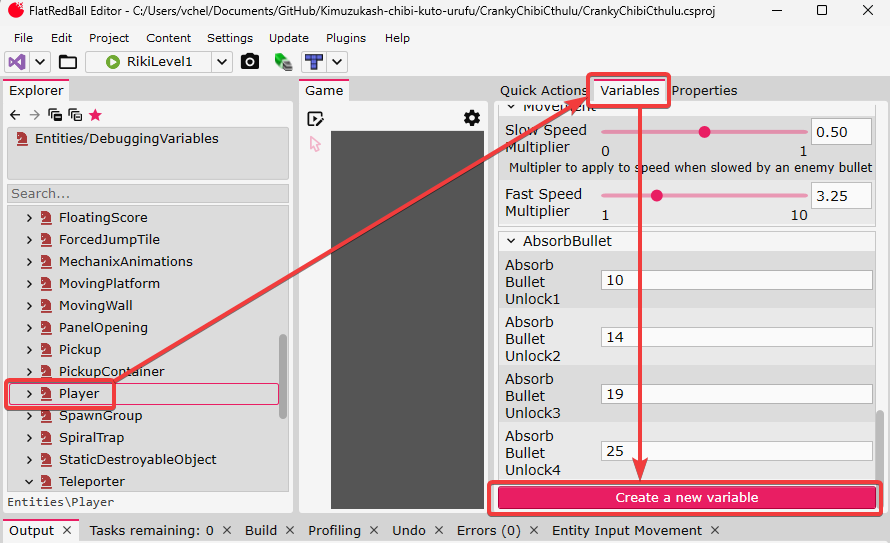 FlatRedBall Editor - C:/Users/vchel/Documents/GitHub/Kimuzukash-chibi-kuto-urufu/CrankyChibiCthulu/CrankyChibiCthulu.csproj
File Edit Project Content Settings Update Plugins Help
RikiLevel1
Explorer
Entities/DebuggingVariables
Search...
FloatingScore
ForcedJumpTile
MechanixAnimations
MovingPlatform
MovingWall
PanelOpening
Pickup
PickupContainer
Player
SpawnGroup
SpiralTrap
StaticDestroyableObject
Teleporter
Entities\Player
Game
Quick Actions Variables Properties
Movement
Slow Speed
Multiplier
0.50
0 1
Multipler to apply to speed when slowed by an enemy bullet
Fast Speed
Multiplier
3.25
1 10
AbsorbBullet
Absorb
Bullet
Unlock1
10
Absorb
Bullet
Unlock2
14
Absorb
Bullet
Unlock3
19
Absorb
Bullet
Unlock4
25
Create a new variable
Output Tasks remaining: 0 Build Profiling Undo Errors (0) Entity Input Movement